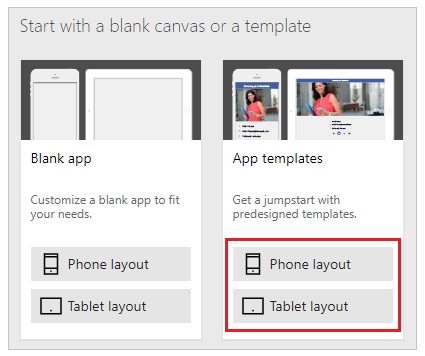 Start with a blank canvas or a template
Blank app
Customize a blank app to fit
your needs.
Phone layout
Tablet layout
App templates
Get a jumpstart with
predesigned templates.
Phone layout
Tablet layout